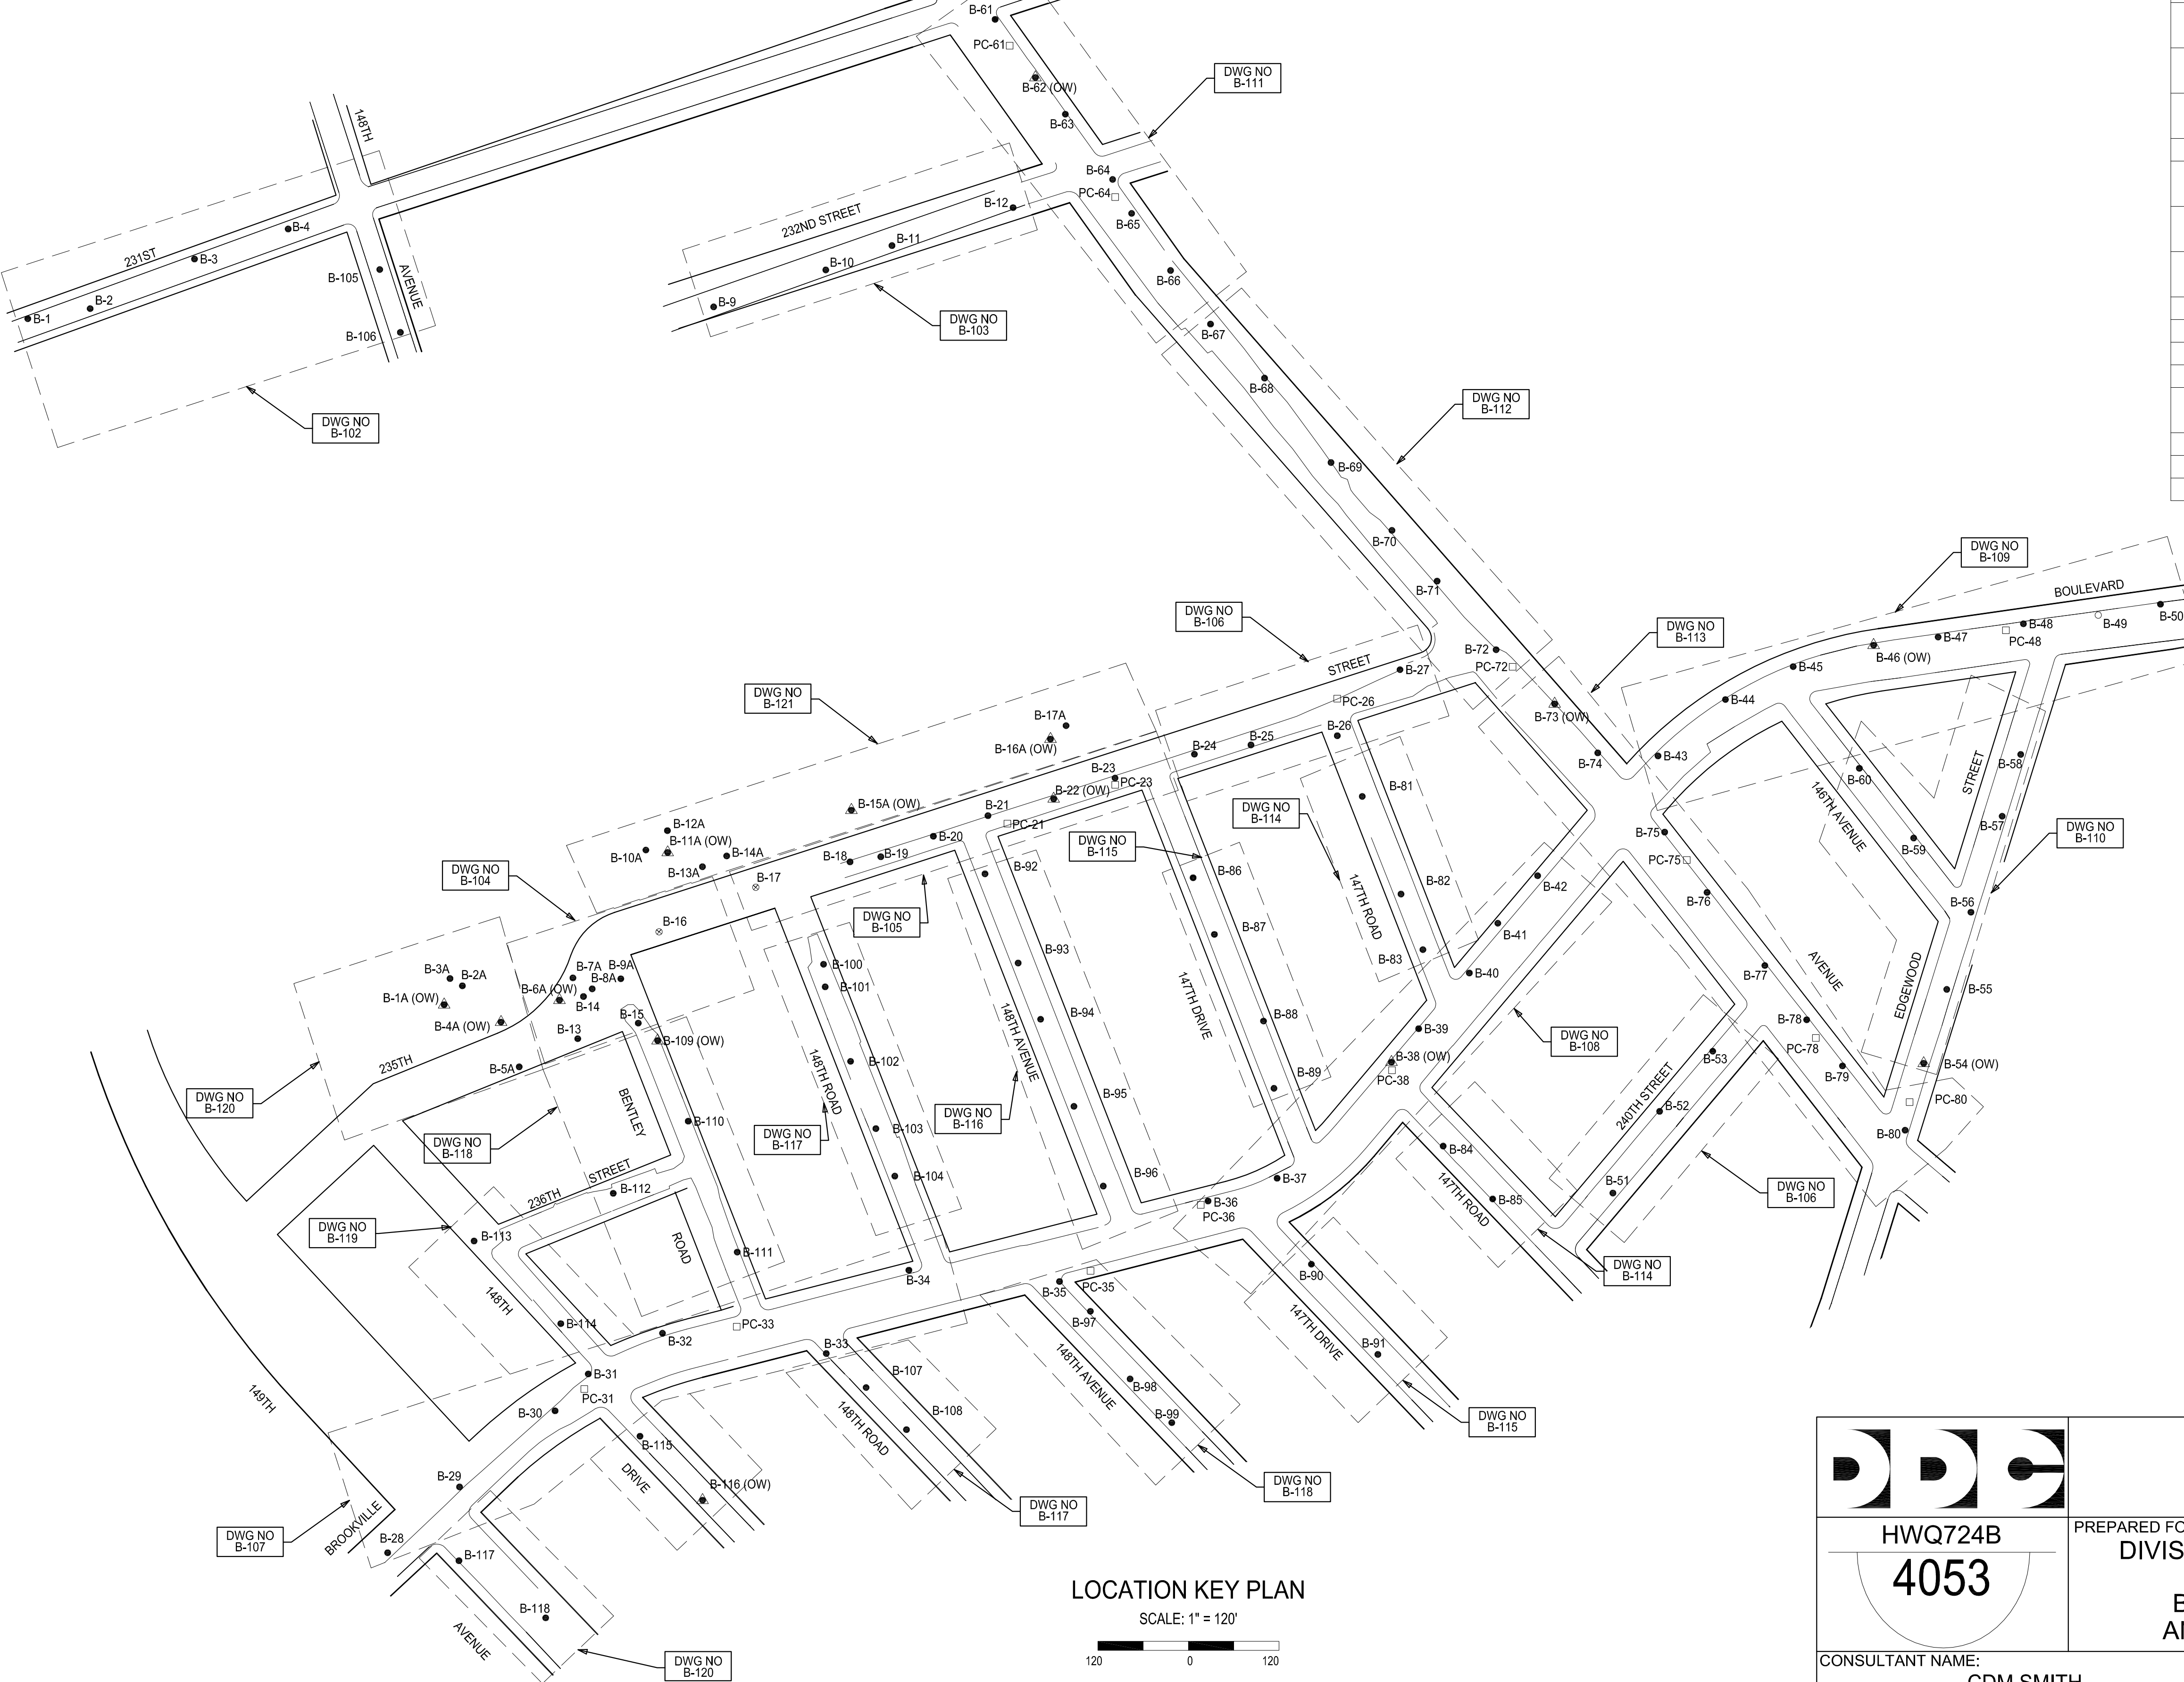 B-61
PC-61
B-62 (OW)
B-63
DWG NO
B-111
148TH
B-64
PC-64
B-65
B-66
B-67
B-68
B-69
B-70
B-71
232ND STREET
B-12
B-11
B-10
B-9
DWG NO
B-103
231ST
B-4
B-3
B-2
B-1
B-105
AVENUE
B-106
DWG NO
B-102
DWG NO
B-112
DWG NO
B-109
BOULEVARD
B-50
B-49
B-48
PC-48
B-47
B-46 (OW)
B-45
B-44
B-43
DWG NO
B-113
DWG NO
B-106
STREET
B-72
PC-72
B-27
PC-26
B-26
B-25
B-24
B-73 (OW)
B-74
DWG NO
B-121
B-17A
B-16A (OW)
B-23
PC-23
B-22 (OW)
B-21
PC-21
B-20
B-19
B-18
B-15A (OW)
B-12A
B-11A (OW)
B-10A
B-14A
B-13A
B-17
B-16
DWG NO
B-104
DWG NO
B-105
DWG NO
B-115
DWG NO
B-114
B-81
B-82
B-83
147TH ROAD
B-42
B-41
B-40
B-39
B-38 (OW)
PC-38
B-75
PC-75
B-76
B-77
B-78
PC-78
B-79
AVENUE
146TH AVENUE
B-60
B-59
STREET
B-58
B-57
DWG NO
B-110
B-56
B-55
EDGEWOOD
B-54 (OW)
PC-80
B-80
DWG NO
B-108
B-53
B-52
B-51
240TH STREET
DWG NO
B-106
B-86
B-87
B-88
B-89
147TH DRIVE
B-92
B-93
B-94
B-95
B-96
148TH AVENUE
DWG NO
B-116
B-100
B-101
B-102
B-103
B-104
148TH ROAD
DWG NO
B-117
B-3A
B-2A
B-1A (OW)
B-4A (OW)
B-7A
B-9A
B-8A
B-6A (OW)
B-14
B-13
B-15
B-109 (OW)
B-5A
235TH
DWG NO
B-120
DWG NO
B-118
BENTLEY
B-110
236TH
STREET
B-112
B-113
DWG NO
B-119
ROAD
B-111
B-34
148TH
B-114
B-32
PC-33
B-33
B-31
PC-31
B-30
B-37
B-36
PC-36
B-35
PC-35
B-84
B-85
147TH ROAD
DWG NO
B-114
B-90
B-91
147TH DRIVE
DWG NO
B-115
B-97
B-98
B-99
148TH AVENUE
DWG NO
B-118
B-107
B-108
148TH ROAD
DWG NO
B-117
B-115
B-116 (OW)
DRIVE
149TH
BROOKVILLE
B-29
B-28
DWG NO
B-107
B-117
B-118
AVENUE
DWG NO
B-120
LOCATION KEY PLAN
SCALE: 1" = 120'
120
0
120
DDC
HWQ724B
4053
PREPARED FO
DIVIS
CONSULTANT NAME:
CDM SMITH